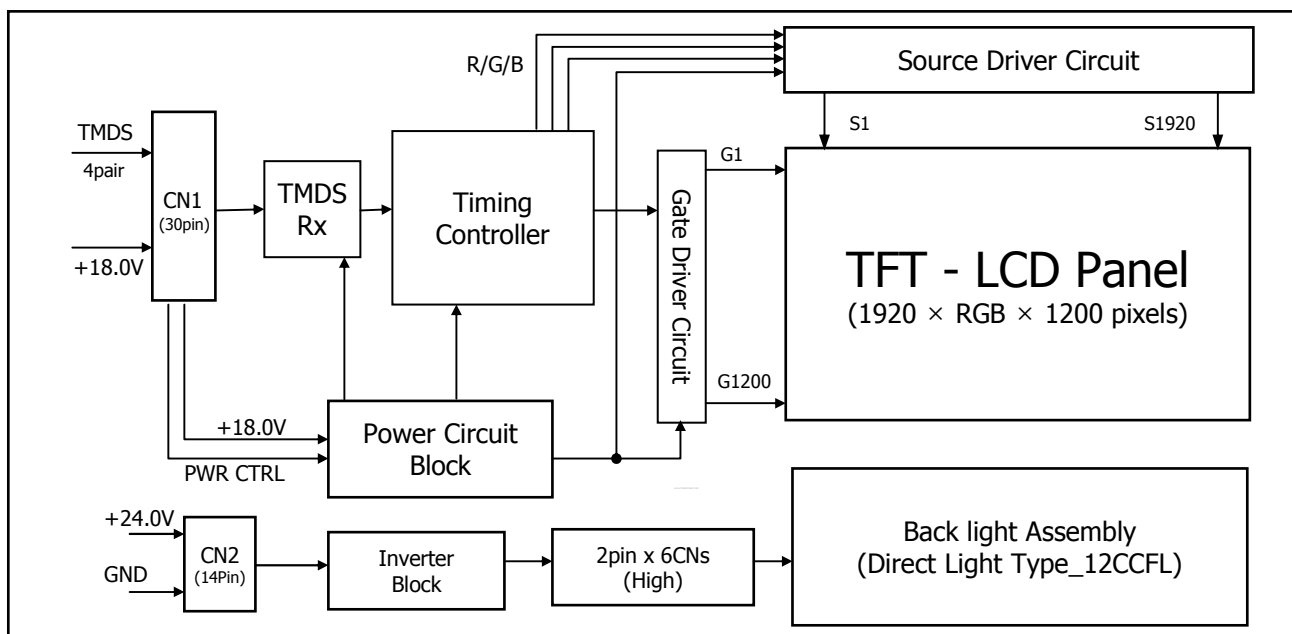 R/G/B
Source Driver Circuit
S1
S1920
TMDS
4pair
CN1
(30pin)
+18.0V
TMDS
Rx
Timing
Controller
Gate Driver Circuit
G1
G1200
TFT - LCD Panel
(1920 × RGB × 1200 pixels)
+18.0V
PWR CTRL
Power Circuit
Block
+24.0V
GND
CN2
(14Pin)
Inverter
Block
2pin x 6CNs
(High)
Back light Assembly
(Direct Light Type_12CCFL)